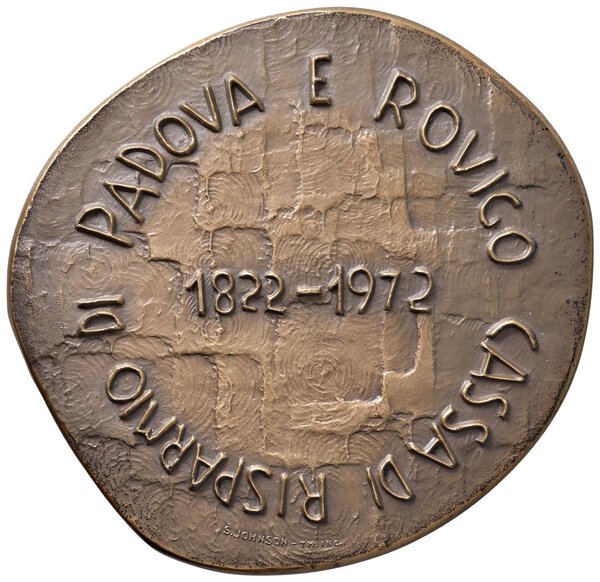 CASSA DI RISPARMIO DI PADOVA E ROVIGO
1822-1972
S.JOHNSON-